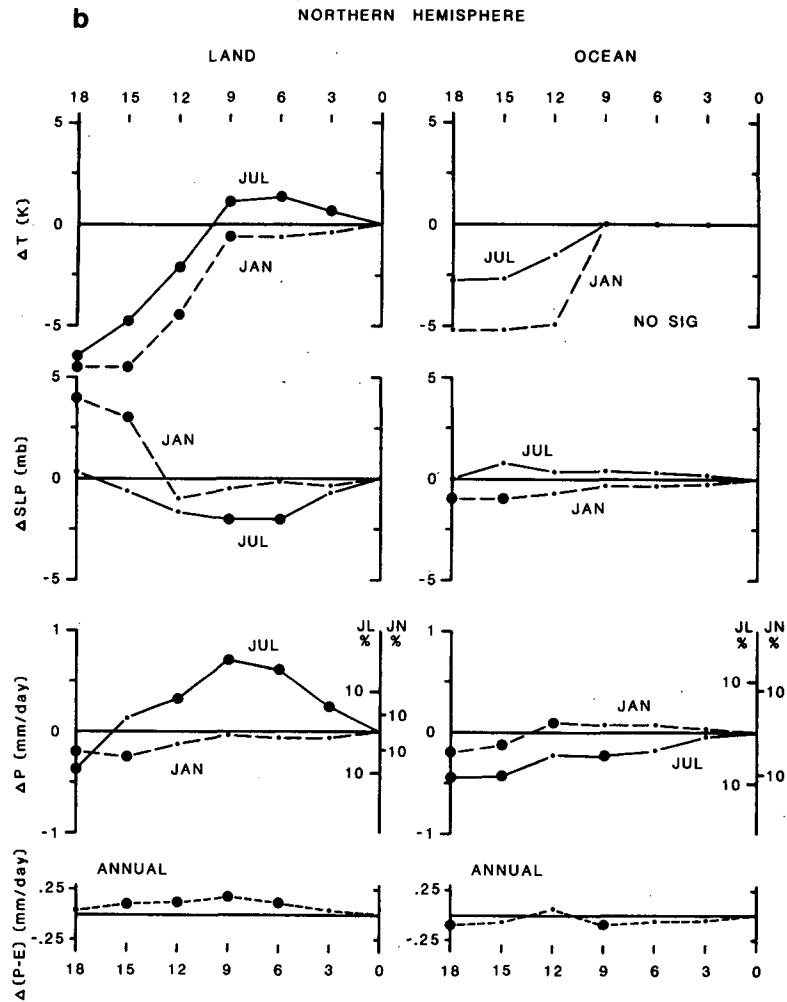 b NORTHERN HEMISPHERE
LAND OCEAN
18 15 12 9 6 3 0 18 15 12 9 6 3 0
5 5
JUL
ΔT (K) 0 0
JUL
JAN JAN
-5 -5 NO SIG
5 5
JAN JUL
ΔSLP (mb) 0 0
JAN
JUL
-5 -5
1 JL JN 1 JL JN
% % % %
JUL
10 10 10
JAN
10
ΔP (mm/day) 0 0
10
JAN JUL
10 10 10
-1 -1
ANNUAL ANNUAL
.25 .25
Δ(P-E) (mm/day)
-.25 -.25
18 15 12 9 6 3 0 18 15 12 9 6 3 0